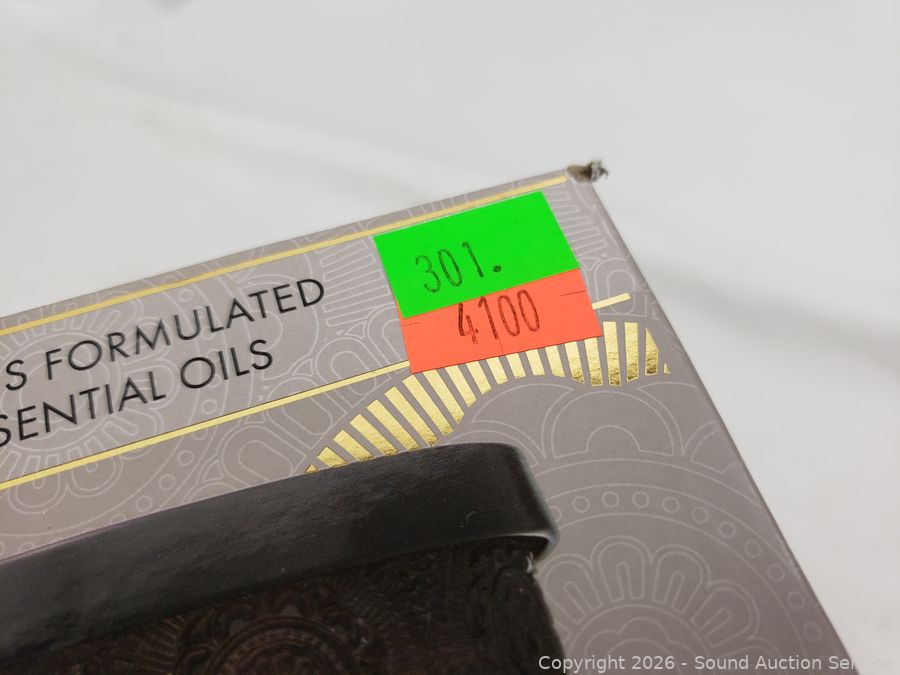 301.
4100
S FORMULATED
SENTIAL OILS
Copyright 2026 - Sound Auction Service